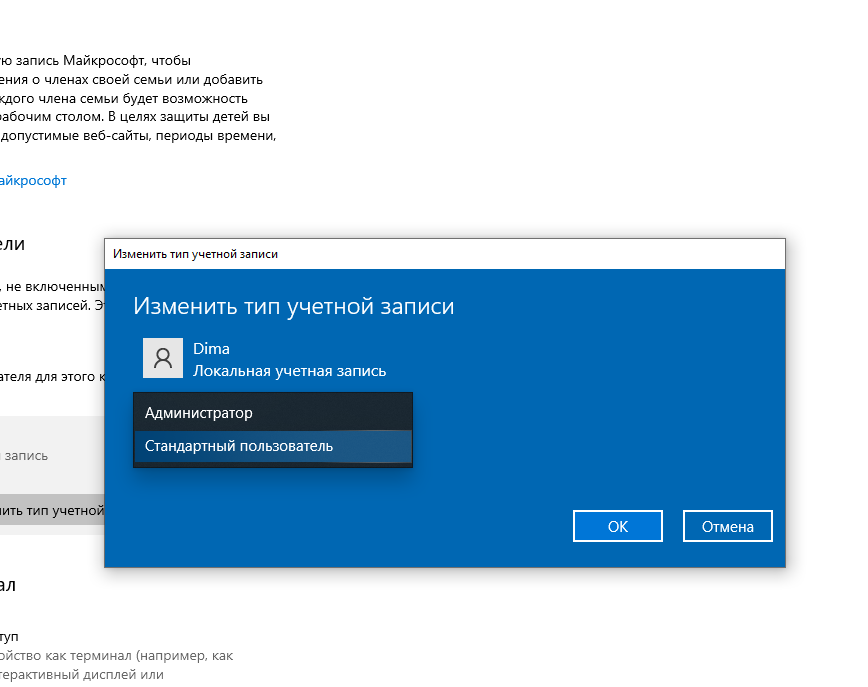 ую запись Майкрософт, чтобы
ения о членах своей семьи или добавить
ждого члена семьи будет возможность
рабочим столом. В целях защиты детей вы
допустимые веб-сайты, периоды времени,
айкрософт
ели
, не включенным
етных записей. Э
ателя для этого к
запись
ить тип учетной
ал
туп
ойство как терминал (например, как
терактивный дисплей или
Изменить тип учетной записи
Изменить тип учетной записи
Dima
Локальная учетная запись
Администратор
Стандартный пользователь
ОК
Отмена